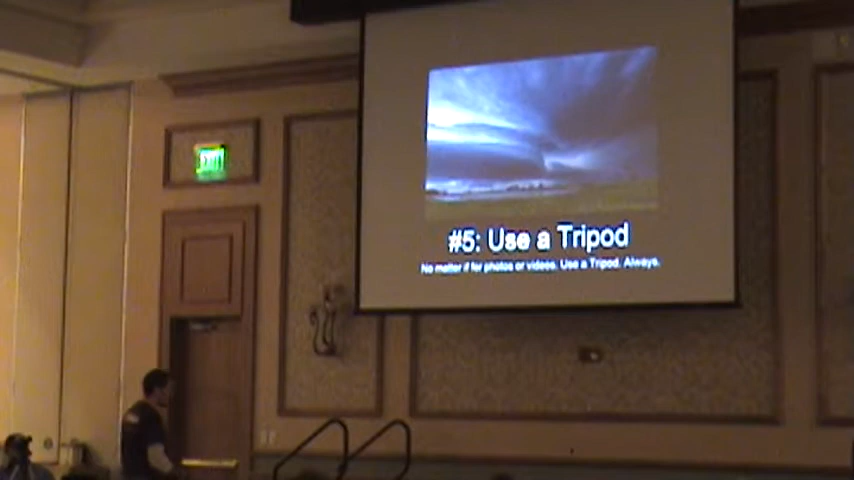 EXIT
#5: Use a Tripod
No matter if for photos or videos. Use a Tripod. Always.